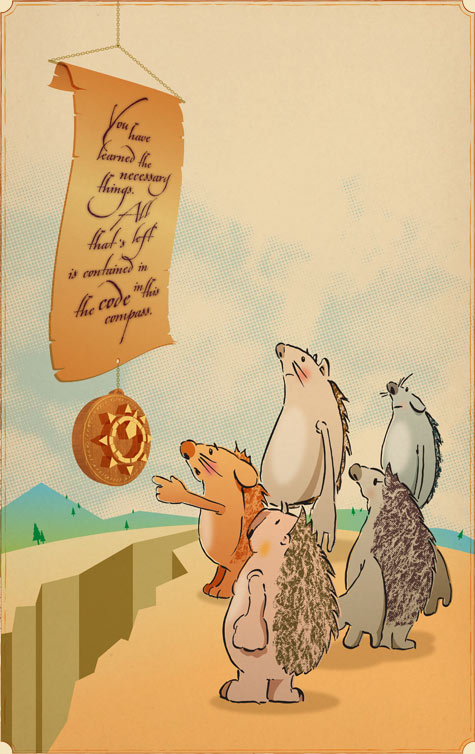 You have
learned the
necessary
things.
All
that's left
is contained in
the code in this
compass.